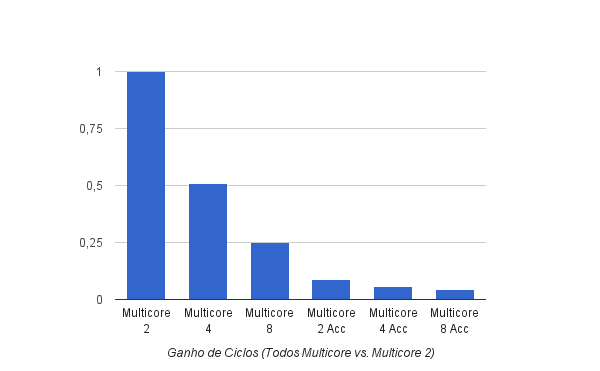 1
0,75
0,5
0,25
0
Multicore 2
Multicore 4
Multicore 8
Multicore 2 Acc
Multicore 4 Acc
Multicore 8 Acc
Ganho de Ciclos (Todos Multicore vs. Multicore 2)